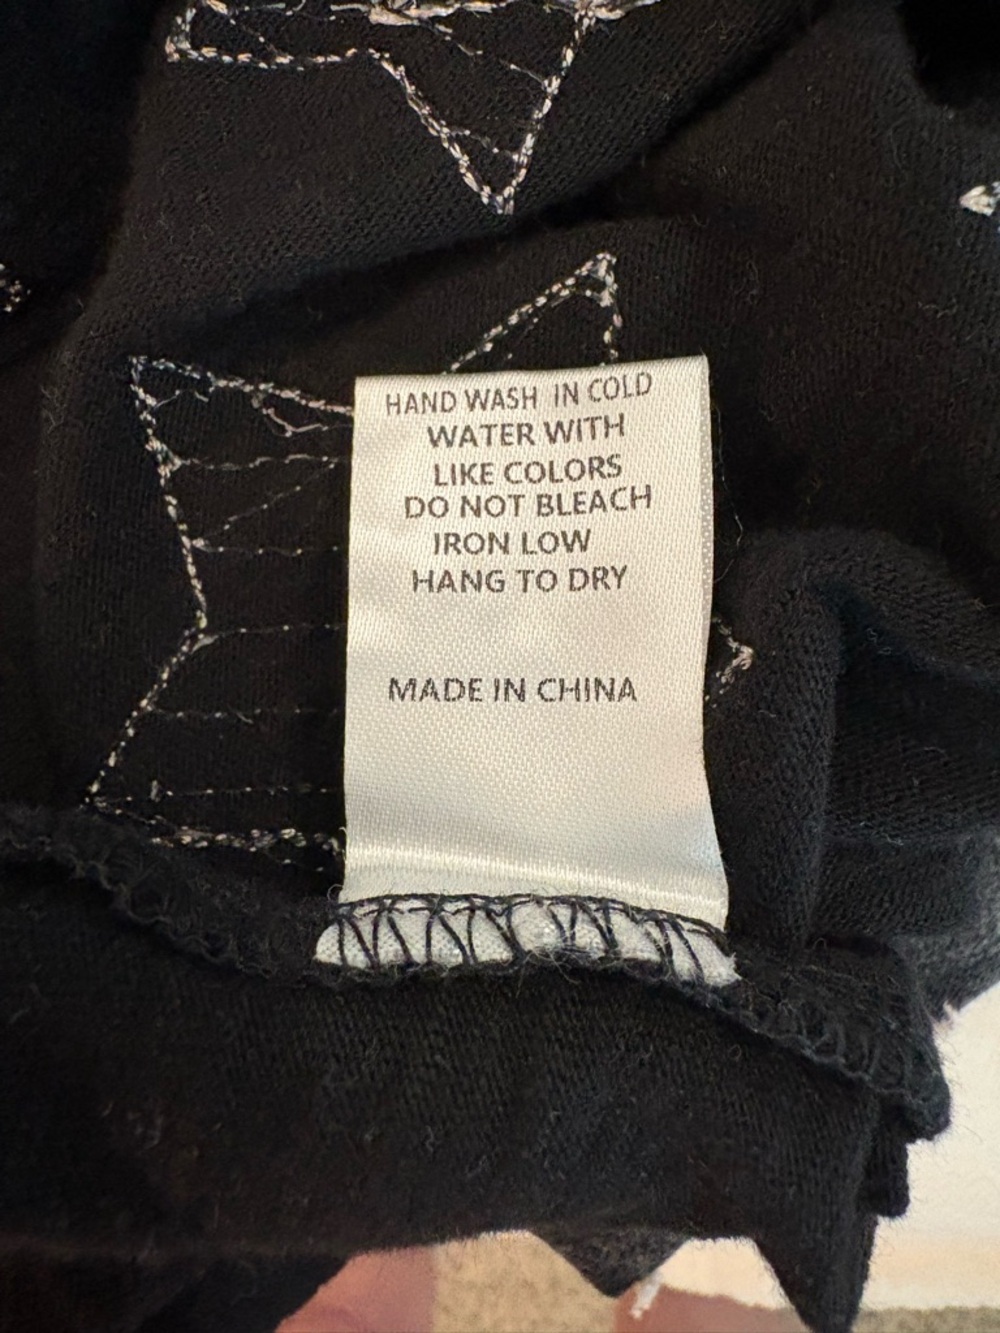 HAND WASH IN COLD
WATER WITH
LIKE COLORS
DO NOT BLEACH
IRON LOW
HANG TO DRY
MADE IN CHINA